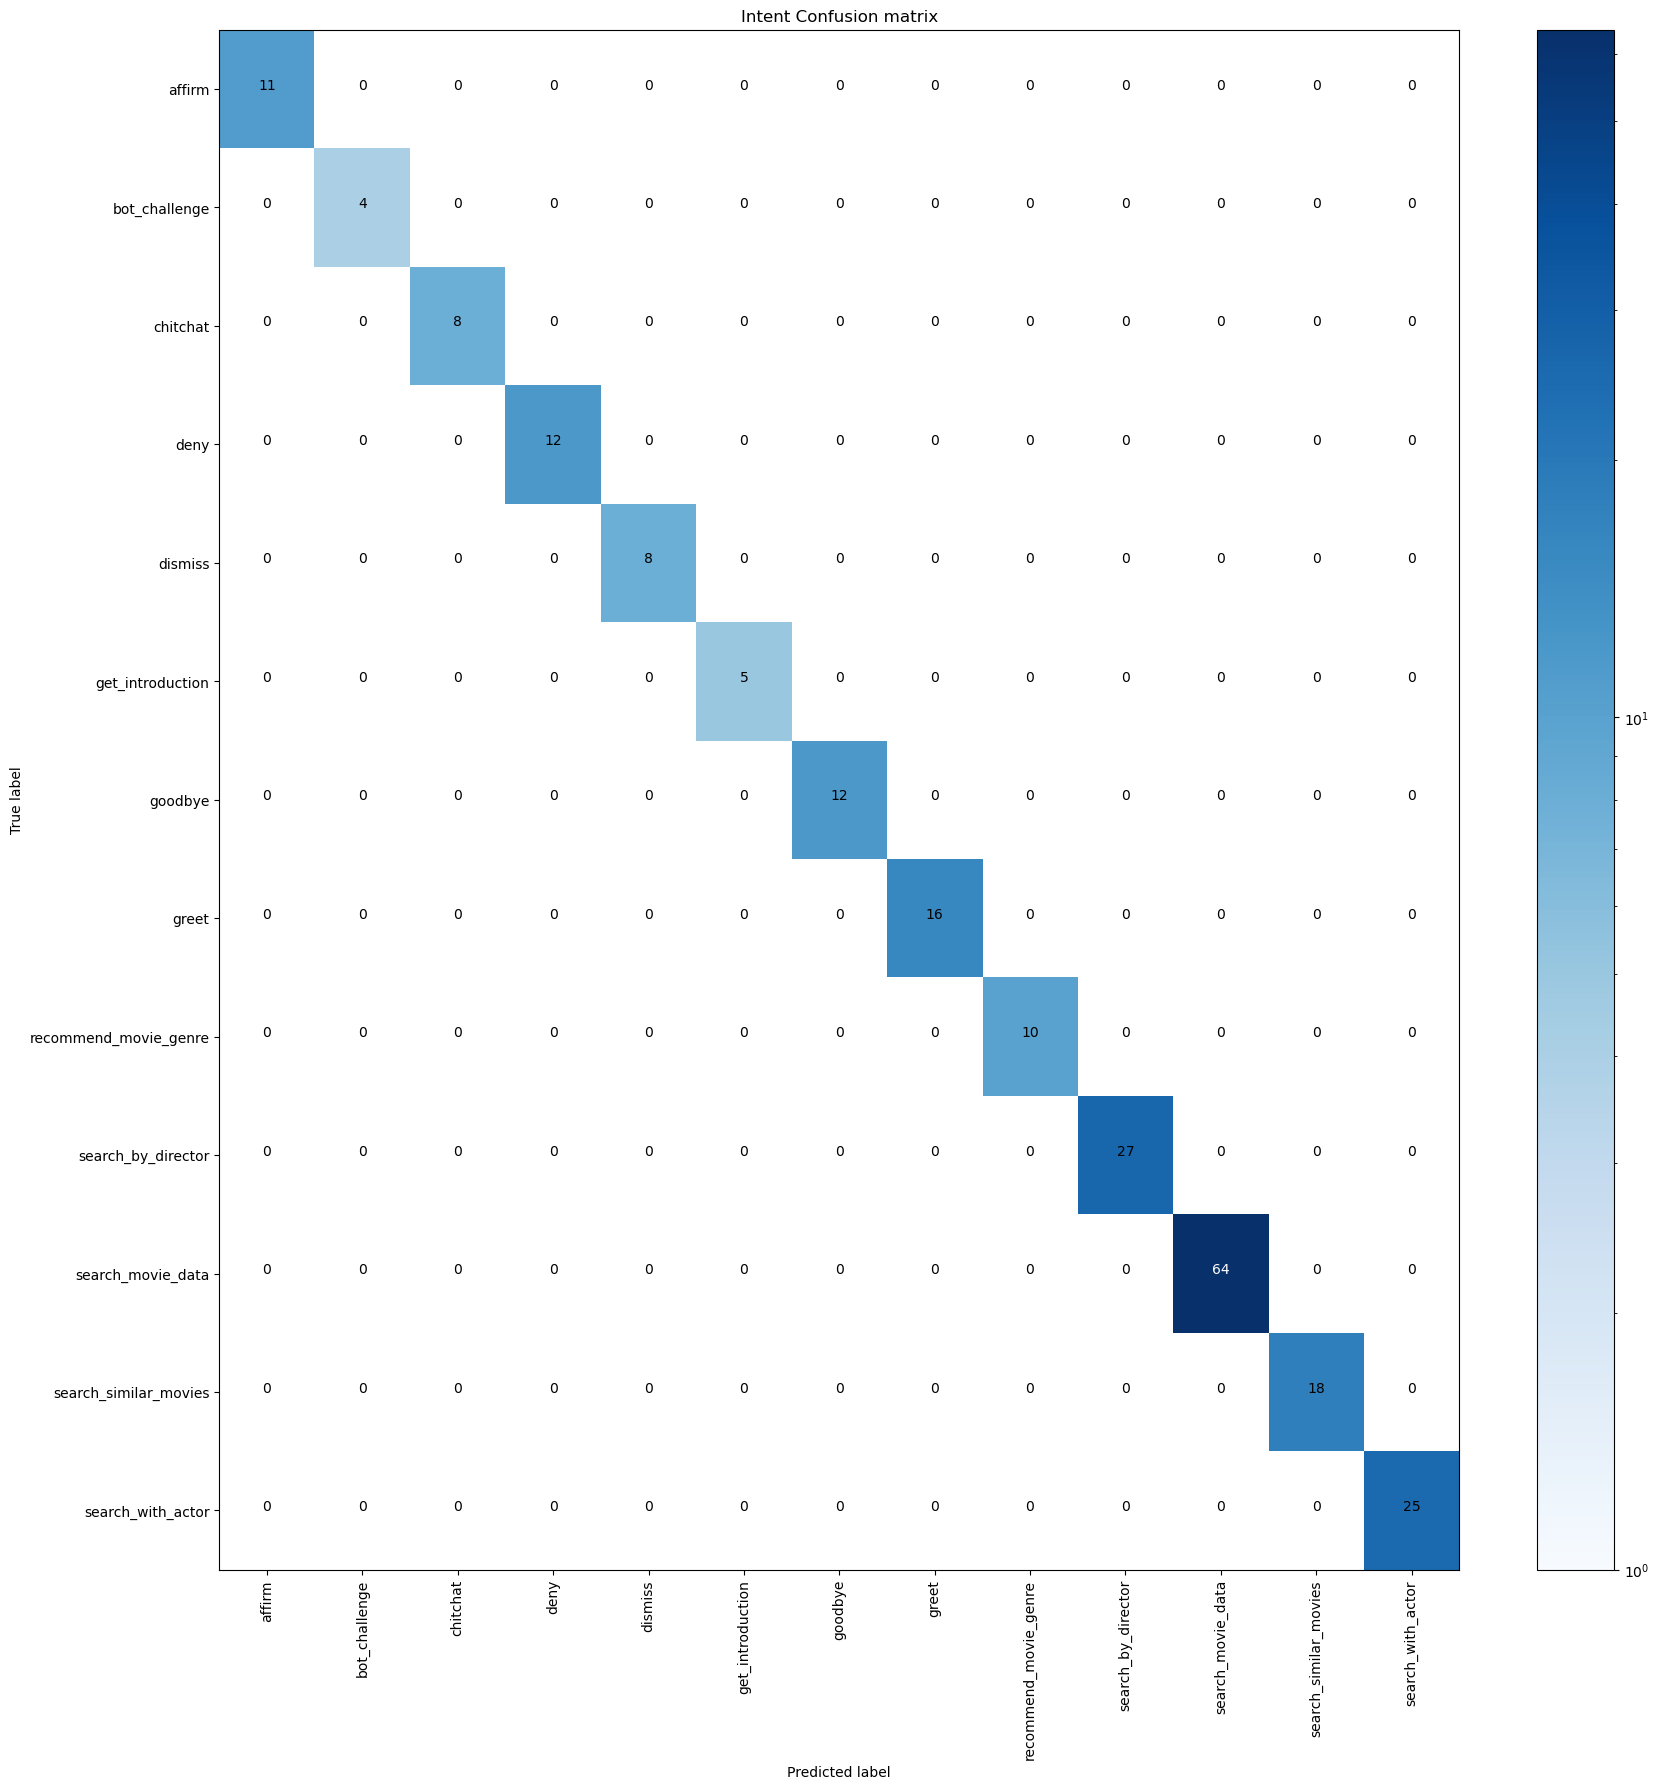 Intent Confusion matrix
True label
affirm 11 0 0 0 0 0 0 0 0 0 0 0 0
bot_challenge 0 4 0 0 0 0 0 0 0 0 0 0 0
chitchat 0 0 8 0 0 0 0 0 0 0 0 0 0
deny 0 0 0 12 0 0 0 0 0 0 0 0 0
dismiss 0 0 0 0 8 0 0 0 0 0 0 0 0
get_introduction 0 0 0 0 0 5 0 0 0 0 0 0 0
goodbye 0 0 0 0 0 0 12 0 0 0 0 0 0
greet 0 0 0 0 0 0 0 16 0 0 0 0 0
recommend_movie_genre 0 0 0 0 0 0 0 0 10 0 0 0 0
search_by_director 0 0 0 0 0 0 0 0 0 27 0 0 0
search_movie_data 0 0 0 0 0 0 0 0 0 0 64 0 0
search_similar_movies 0 0 0 0 0 0 0 0 0 0 0 18 0
search_with_actor 0 0 0 0 0 0 0 0 0 0 0 0 25
affirm
bot_challenge
chitchat
deny
dismiss
get_introduction
goodbye
greet
recommend_movie_genre
search_by_director
search_movie_data
search_similar_movies
search_with_actor
Predicted label
10¹
10⁰